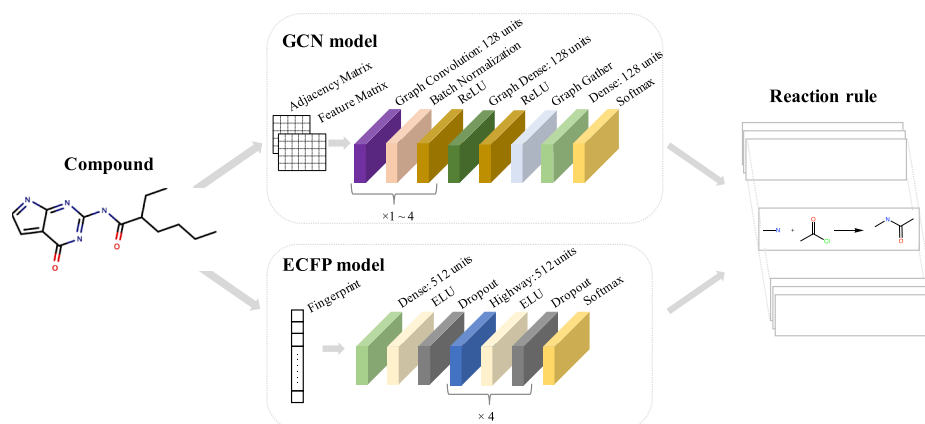 GCN model
Adjacency Matrix
Feature Matrix
Graph Convolution: 128 units
Batch Normalization
ReLU
Graph Dense: 128 units
ReLU
Graph Gather
Dense: 128 units
Softmax
×1 ~ 4
Compound
N
N
N
N
O
O
Reaction rule
N
+
O
Cl
N
O
ECFP model
Fingerprint
Dense: 512 units
ELU
Dropout
Highway: 512 units
ELU
Dropout
Softmax
× 4